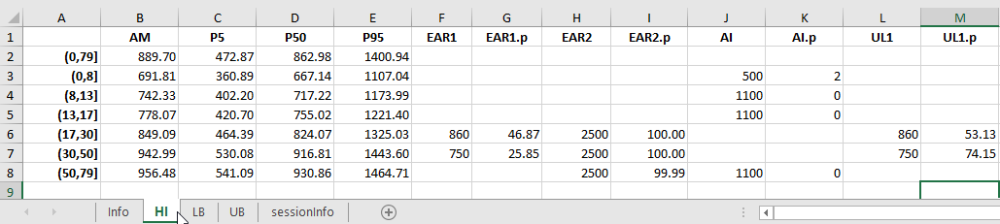 A B C D E F G H I J K L M
1 AM P5 P50 P95 EAR1 EAR1.p EAR2 EAR2.p AI AI.p UL1 UL1.p
2 (0,79] 889.70 472.87 862.98 1400.94
3 (0,8] 691.81 360.89 667.14 1107.04 500 2
4 (8,13] 742.33 402.20 717.22 1173.99 1100 0
5 (13,17] 778.07 420.70 755.02 1221.40 1100 0
6 (17,30] 849.09 464.39 824.07 1325.03 860 46.87 2500 100.00 860 53.13
7 (30,50] 942.99 530.08 916.81 1443.60 750 25.85 2500 100.00 750 74.15
8 (50,79] 956.48 541.09 930.86 1464.71 2500 99.99 1100 0
9
Info HI LB UB sessionInfo